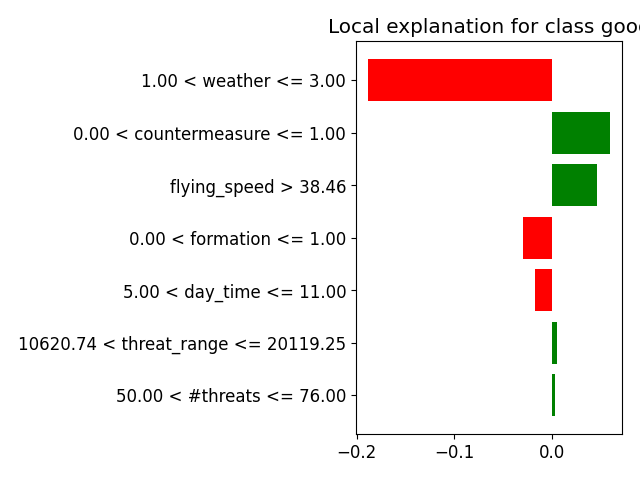 Local explanation for class goo
1.00 < weather <= 3.00
0.00 < countermeasure <= 1.00
flying_speed > 38.46
0.00 < formation <= 1.00
5.00 < day_time <= 11.00
10620.74 < threat_range <= 20119.25
50.00 < #threats <= 76.00
−0.2 −0.1 0.0